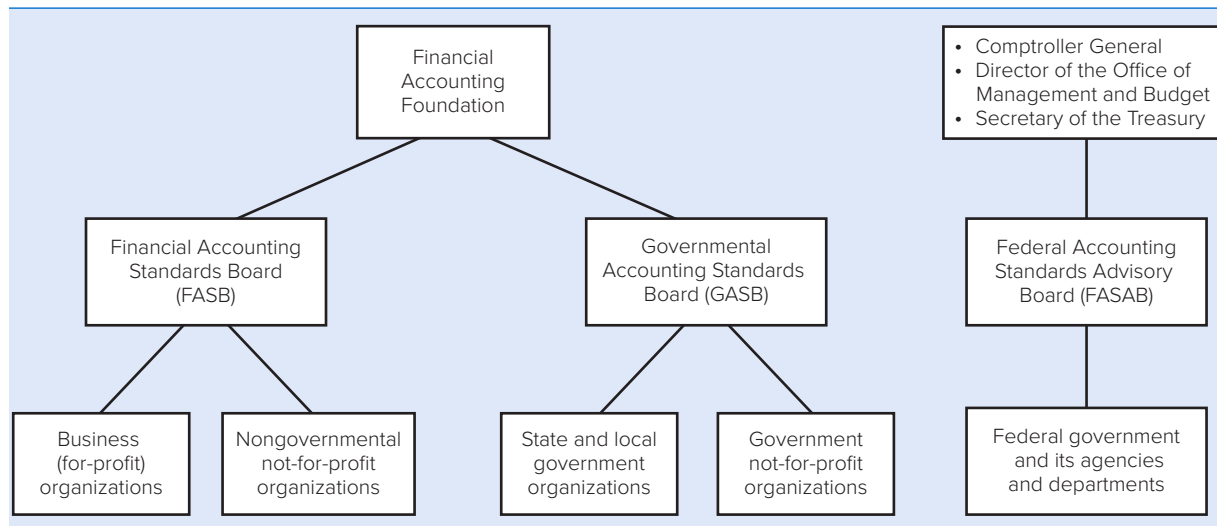 Financial
Accounting
Foundation
• Comptroller General
• Director of the Office of
Management and Budget
• Secretary of the Treasury
Financial Accounting
Standards Board
(FASB)
Governmental
Accounting Standards
Board (GASB)
Federal Accounting
Standards Advisory
Board (FASAB)
Business
(for-profit)
organizations
Nongovernmental
not-for-profit
organizations
State and local
government
organizations
Government
not-for-profit
organizations
Federal government
and its agencies
and departments